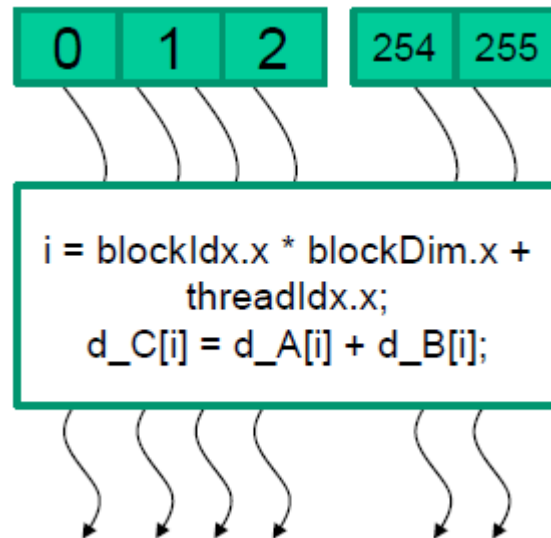 0 1 2 254 255
i = blockIdx.x * blockDim.x +
threadIdx.x;
d_C[i] = d_A[i] + d_B[i];